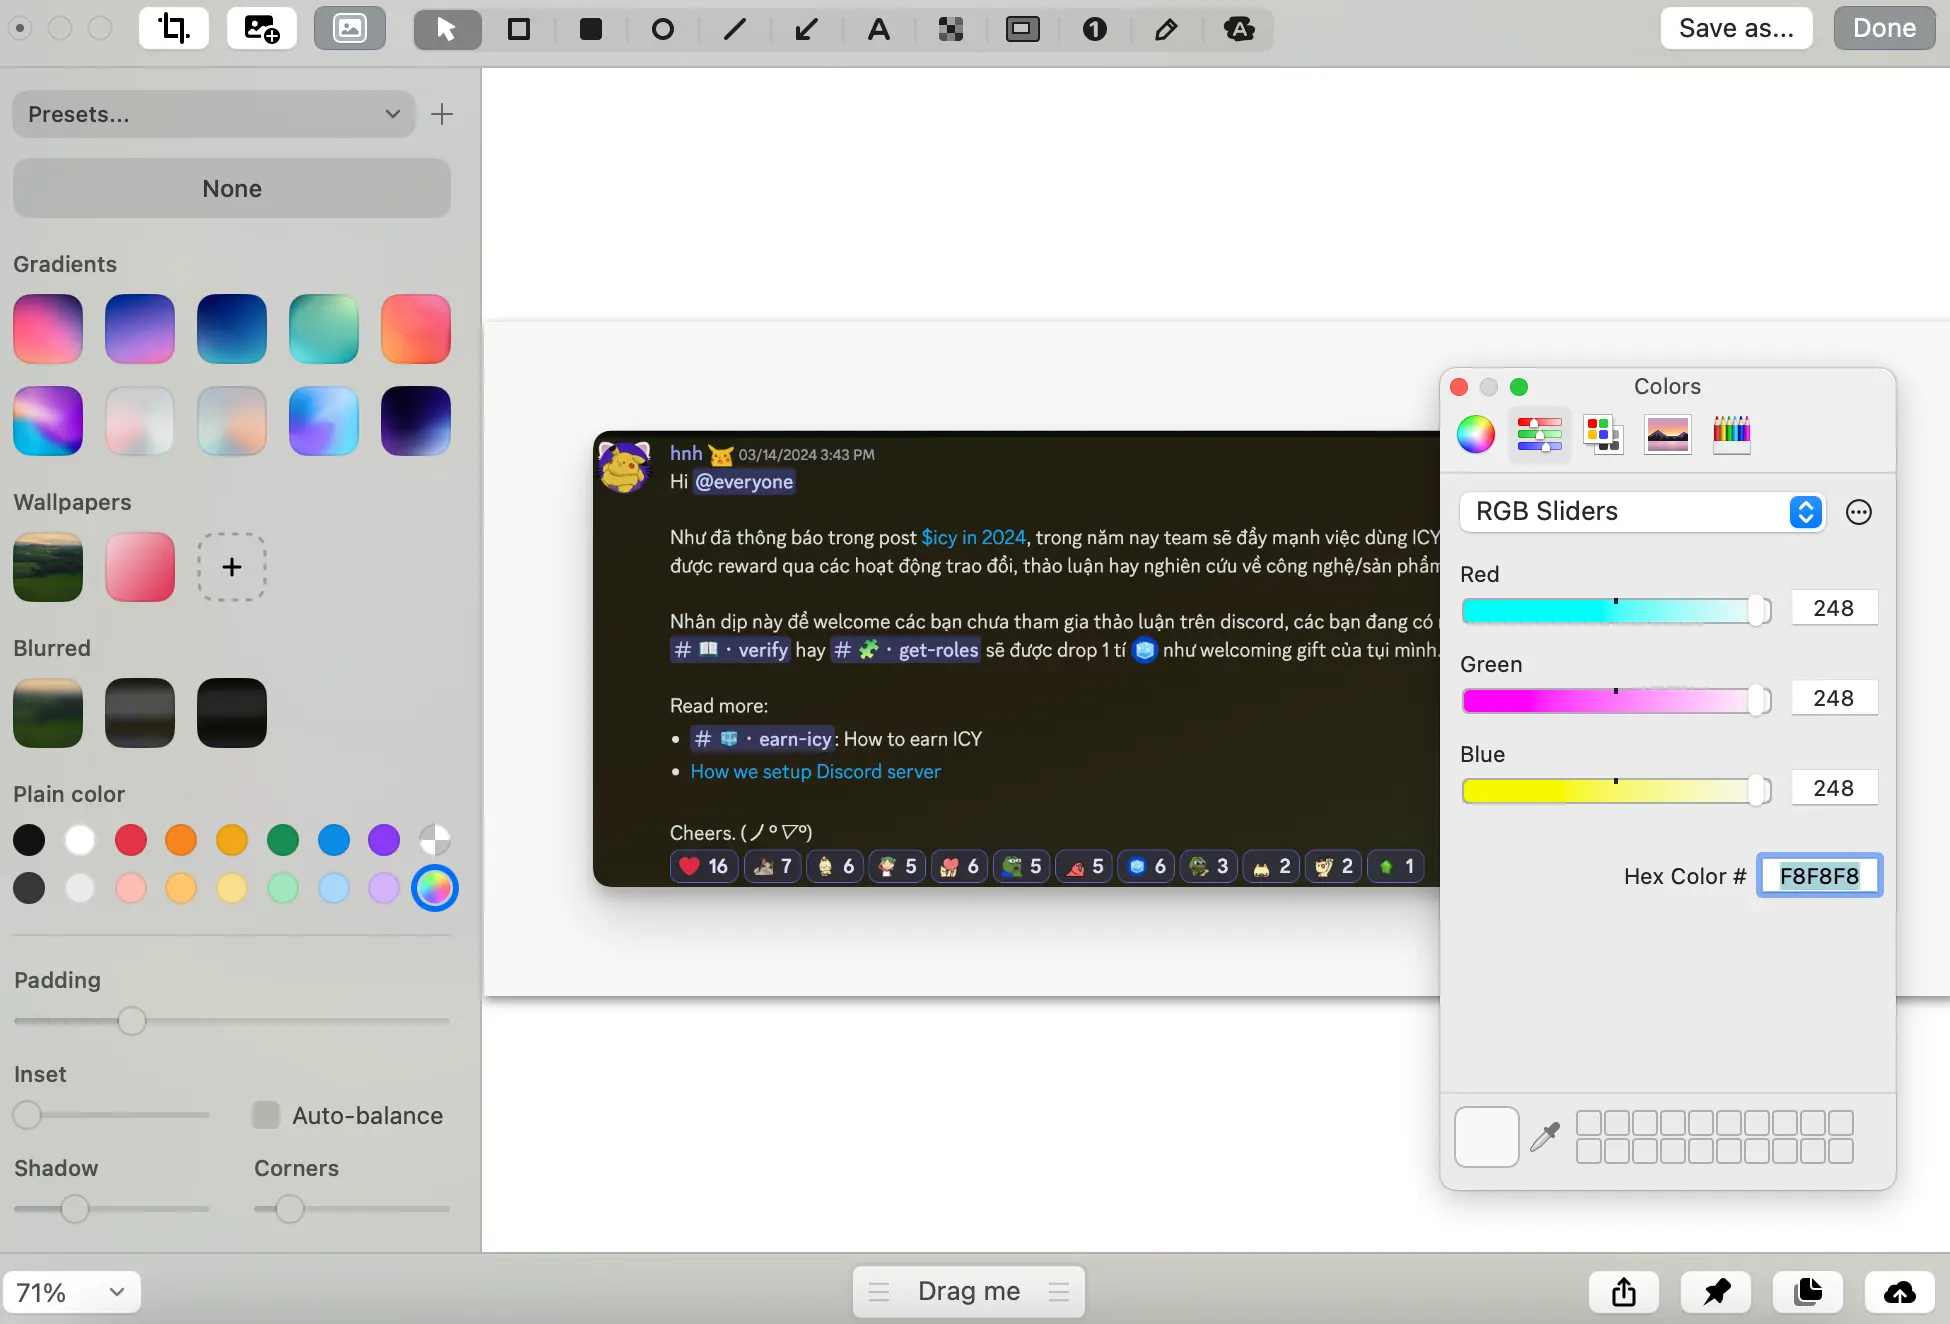 Save as...
Done
Presets...
None
Gradients
Wallpapers
Blurred
Plain color
Padding
Inset
Auto-balance
Shadow
Corners
71%
Drag me
hnh 03/14/2024 3:43 PM
Hi @everyone
Như đã thông báo trong post $icy in 2024, trong năm nay team sẽ đẩy mạnh việc dùng ICY
được reward qua các hoạt động trao đổi, thảo luận hay nghiên cứu về công nghệ/sản phẩm
Nhân dịp này để welcome các bạn chưa tham gia thảo luận trên discord, các bạn đang có
# · verify hay # · get-roles sẽ được drop 1 tí như welcoming gift của tụi mình.
Read more:
• # · earn-icy: How to earn ICY
• How we setup Discord server
Cheers. (ノ°▽°)
16 7 6 5 6 5 5 6 3 2 2 1
Colors
RGB Sliders
Red
248
Green
248
Blue
248
Hex Color # F8F8F8